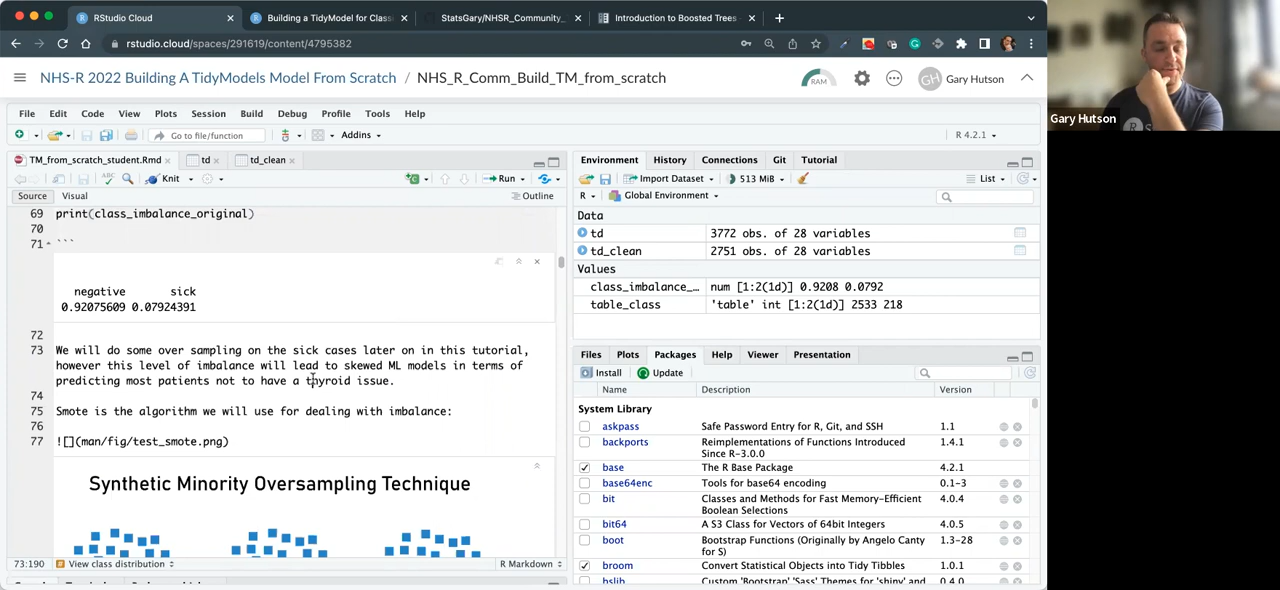 RStudio Cloud
Building a TidyModel for Class
StatsGary/NHSR_Community_
Introduction to Boosted Trees
rstudio.cloud/spaces/291619/content/4795382
NHS-R 2022 Building A TidyModels Model From Scratch / NHS_R_Comm_Build_TM_from_scratch
RAM
GH Gary Hutson
File Edit Code View Plots Session Build Debug Profile Tools Help
Go to file/function Addins R 4.2.1
TM_from_scratch_student.Rmd td td_clean
Knit Run
Source Visual Outline
69 print(class_imbalance_original)
70
71 ```
negative sick
0.92075609 0.07924391
72
73 We will do some over sampling on the sick cases later on in this tutorial,
however this level of imbalance will lead to skewed ML models in terms of
predicting most patients not to have a thyroid issue.
74
75 Smote is the algorithm we will use for dealing with imbalance:
76
77 ![](man/fig/test_smote.png)
Synthetic Minority Oversampling Technique
73:190 View class distribution R Markdown
Environment History Connections Git Tutorial
Import Dataset 513 MiB List
R Global Environment
Data
td 3772 obs. of 28 variables
td_clean 2751 obs. of 28 variables
Values
class_imbalance_… num [1:2(1d)] 0.9208 0.0792
table_class 'table' int [1:2(1d)] 2533 218
Files Plots Packages Help Viewer Presentation
Install Update
Name Description Version
System Library
askpass Safe Password Entry for R, Git, and SSH 1.1
backports Reimplementations of Functions Introduced Since R-3.0.0 1.4.1
base The R Base Package 4.2.1
base64enc Tools for base64 encoding 0.1-3
bit Classes and Methods for Fast Memory-Efficient Boolean Selections 4.0.4
bit64 A S3 Class for Vectors of 64bit Integers 4.0.5
boot Bootstrap Functions (Originally by Angelo Canty for S) 1.3-28
broom Convert Statistical Objects into Tidy Tibbles 1.0.1
bslib Custom 'Bootstrap' 'Sass' Themes for 'shiny' and 0.4.0
Gary Hutson